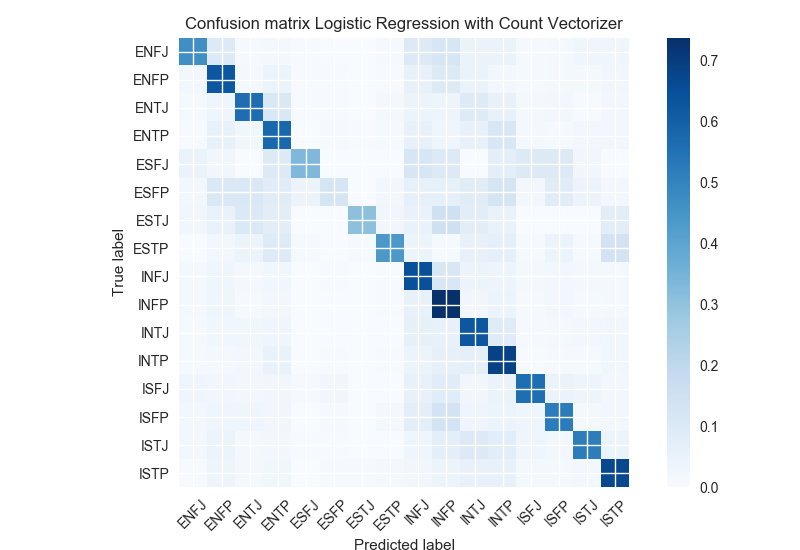 Confusion matrix Logistic Regression with Count Vectorizer
True label
ENFJ
ENFP
ENTJ
ENTP
ESFJ
ESFP
ESTJ
ESTP
INFJ
INFP
INTJ
INTP
ISFJ
ISFP
ISTJ
ISTP
ENFJ
ENFP
ENTJ
ENTP
ESFJ
ESFP
ESTJ
ESTP
INFJ
INFP
INTJ
INTP
ISFJ
ISFP
ISTJ
ISTP
Predicted label
0.7
0.6
0.5
0.4
0.3
0.2
0.1
0.0